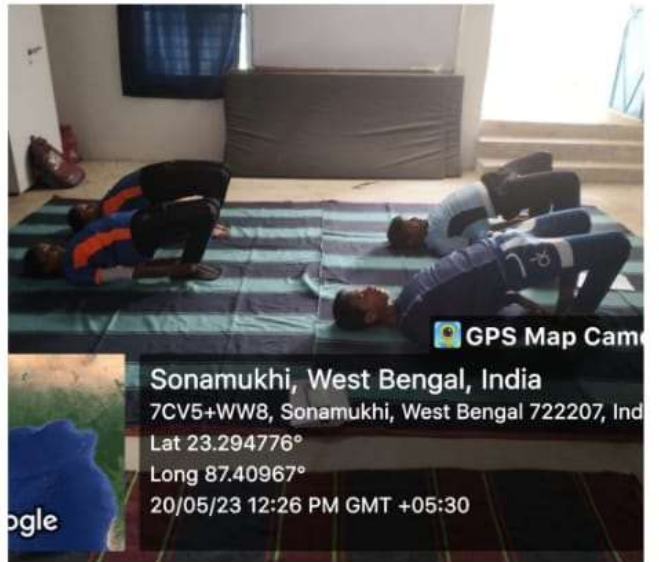 GPS Map Came
Sonamukhi, West Bengal, India
7CV5+WW8, Sonamukhi, West Bengal 722207, Ind
Lat 23.294776°
Long 87.40967°
20/05/23 12:26 PM GMT +05:30
ogle